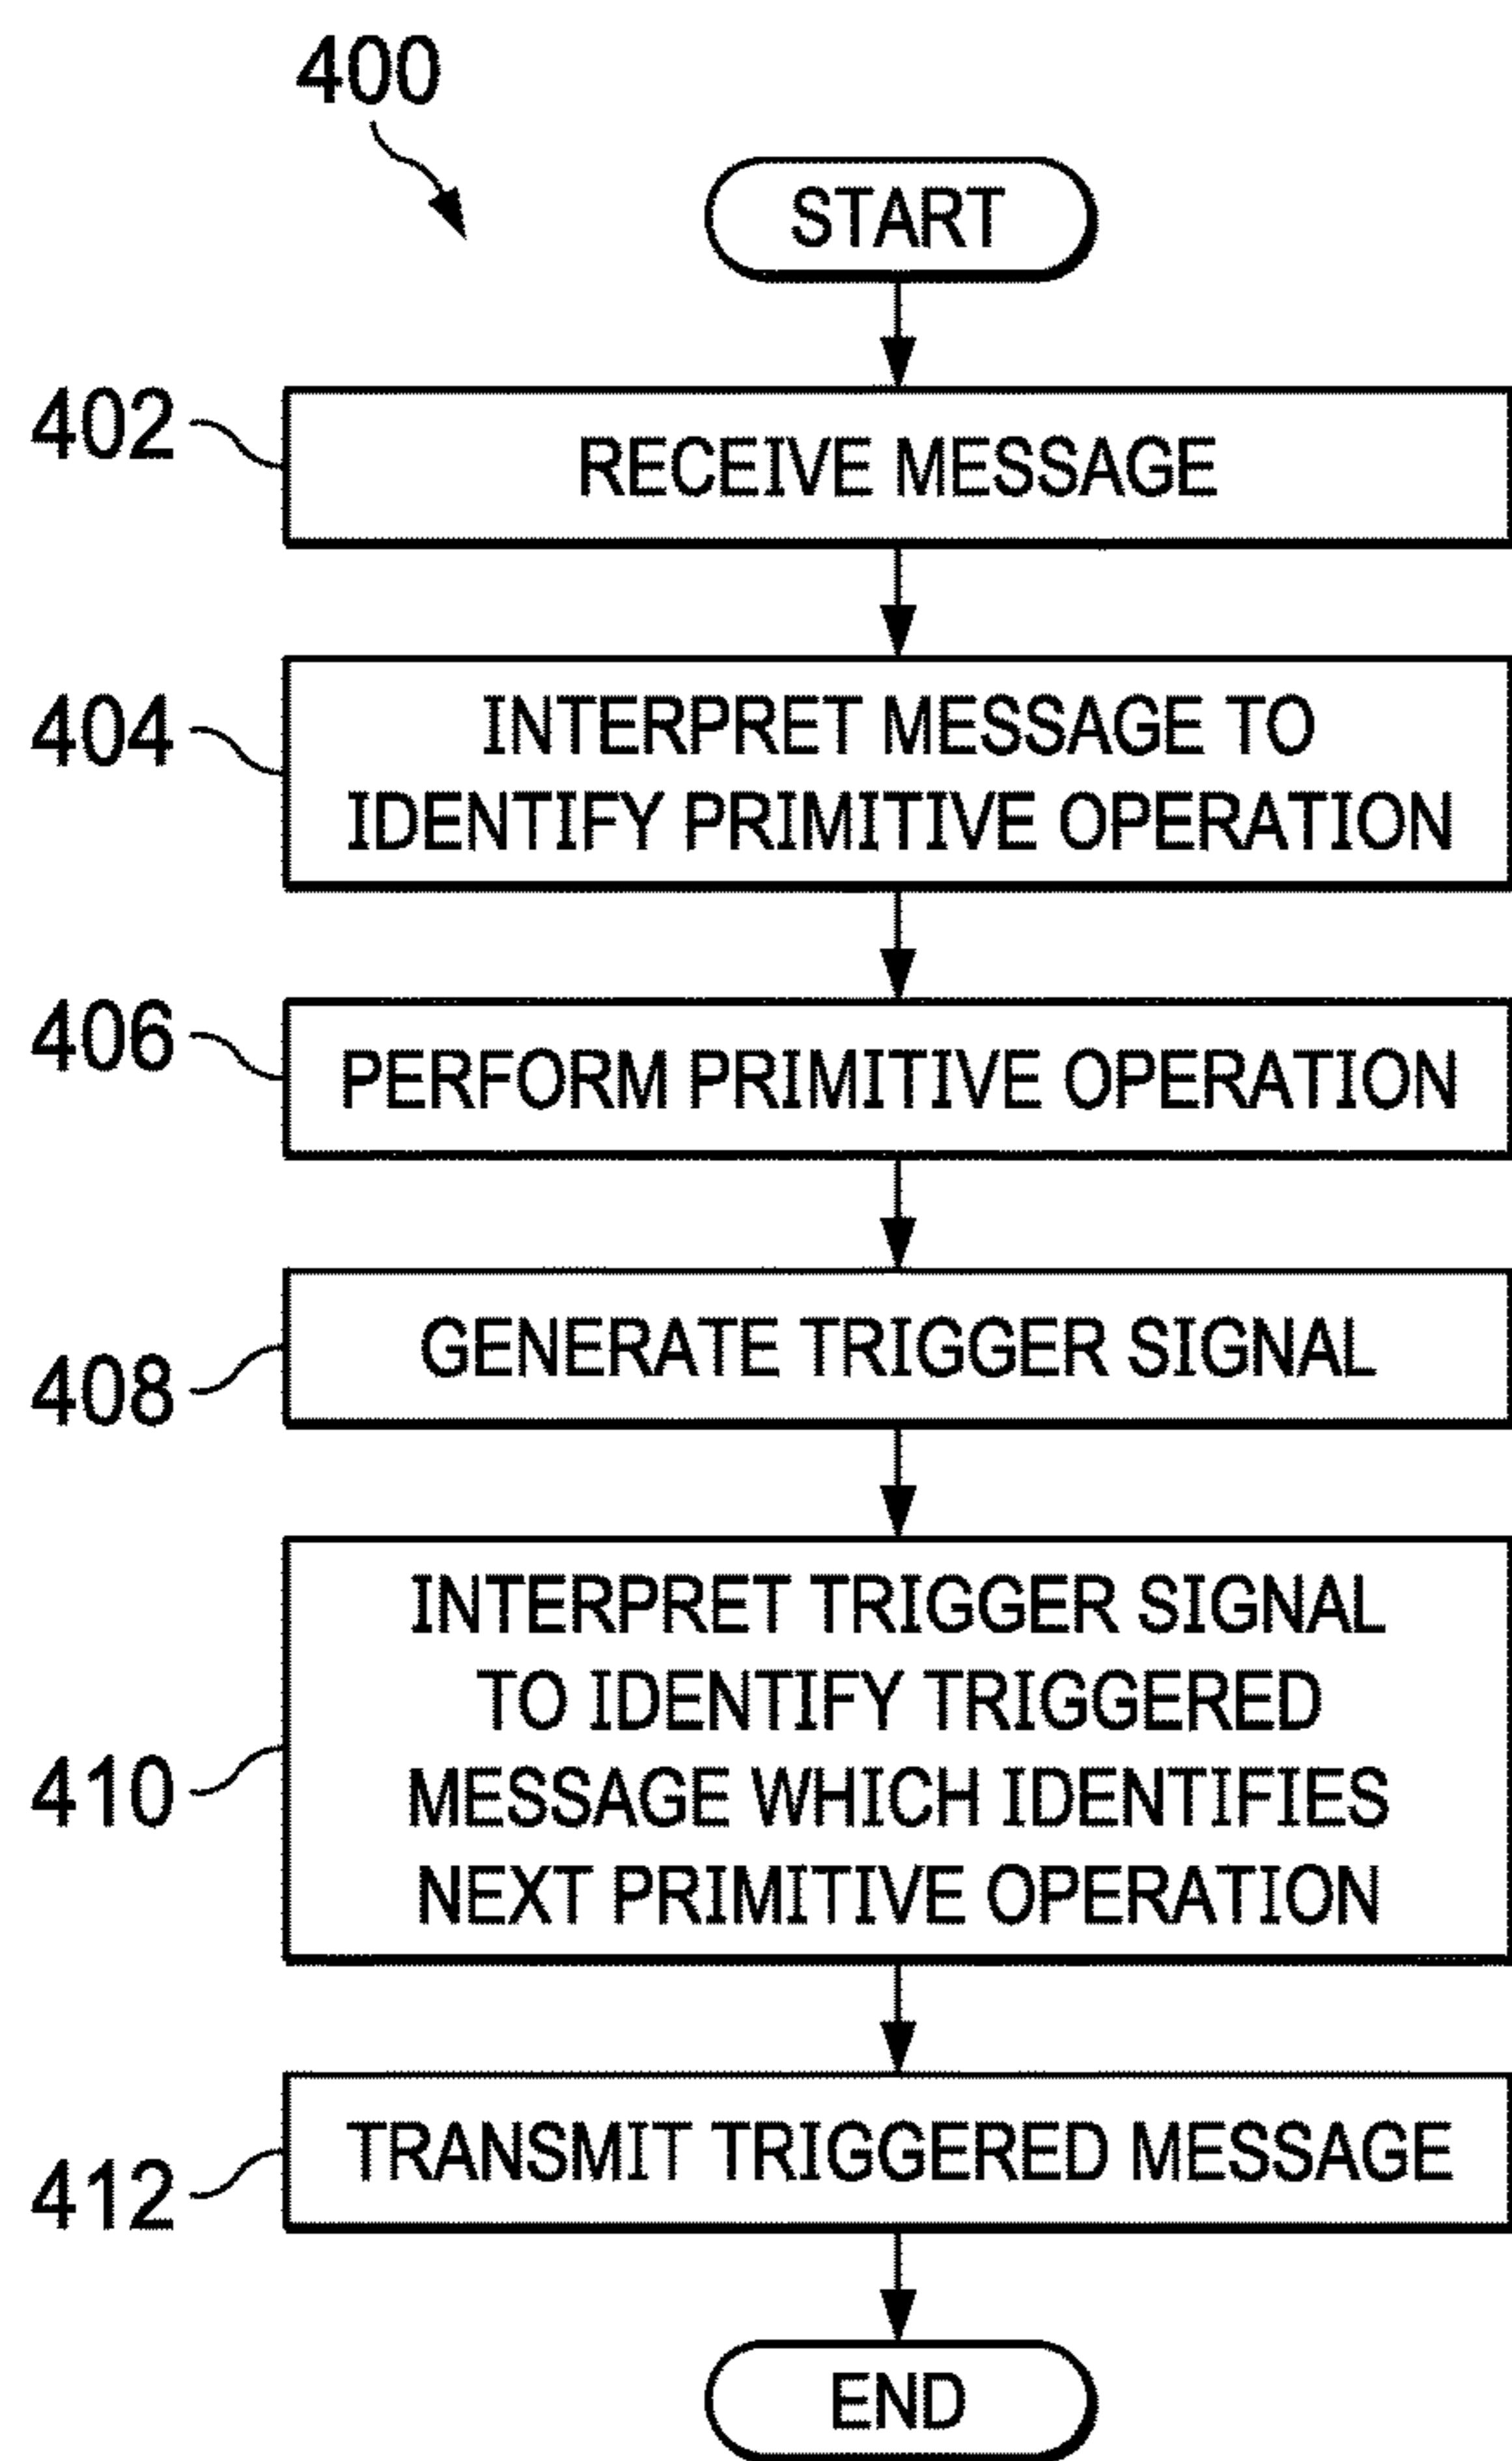 400
START
402
RECEIVE MESSAGE
404
INTERPRET MESSAGE TO
IDENTIFY PRIMITIVE OPERATION
406
PERFORM PRIMITIVE OPERATION
408
GENERATE TRIGGER SIGNAL
410
INTERPRET TRIGGER SIGNAL
TO IDENTIFY TRIGGERED
MESSAGE WHICH IDENTIFIES
NEXT PRIMITIVE OPERATION
412
TRANSMIT TRIGGERED MESSAGE
END